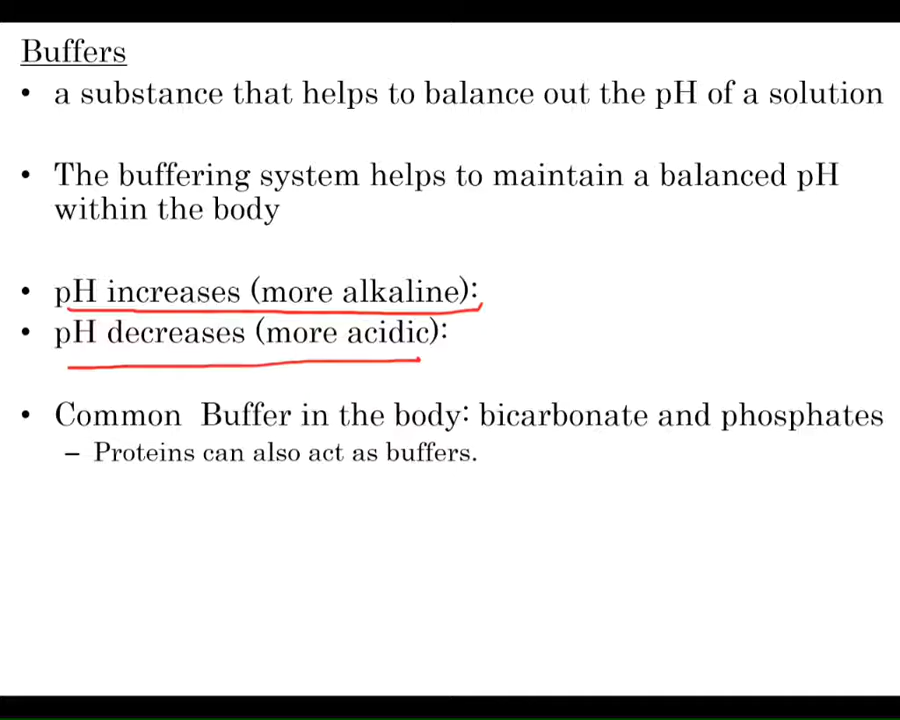 Buffers
• a substance that helps to balance out the pH of a solution
• The buffering system helps to maintain a balanced pH
within the body
• pH increases (more alkaline):
• pH decreases (more acidic):
• Common  Buffer in the body: bicarbonate and phosphates
– Proteins can also act as buffers.